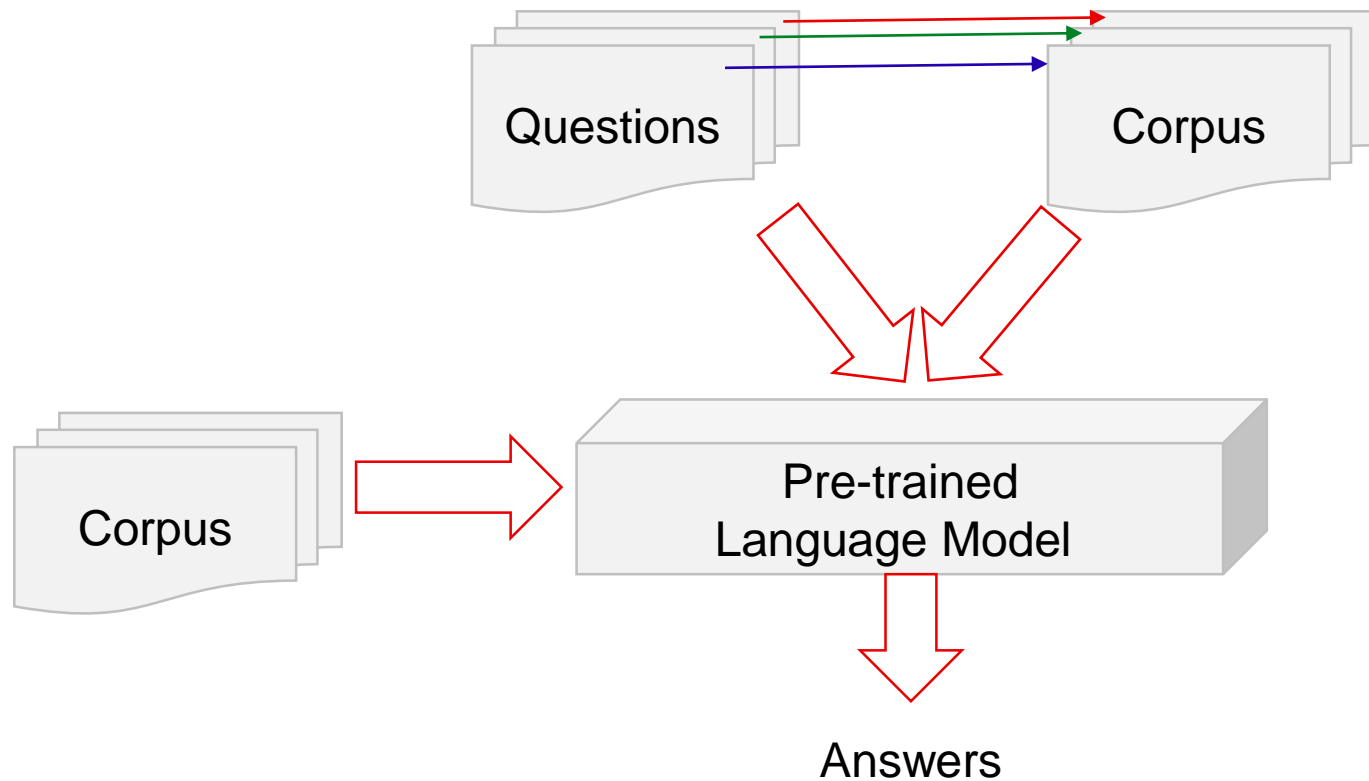 Questions
Corpus
Corpus
Pre-trained
Language Model
Answers